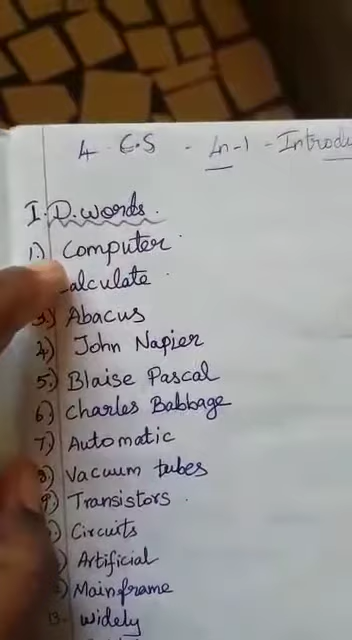 4 C.S - Ln-1 - Introdu
I. D. words.
1.) Computer
alculate
3.) Abacus
4.) John Napier
5.) Blaise Pascal
6.) Charles Babbage
7.) Automatic
8.) Vacuum tubes
9.) Transistors
) Circuits
) Artificial
) Mainframe
13. Widely